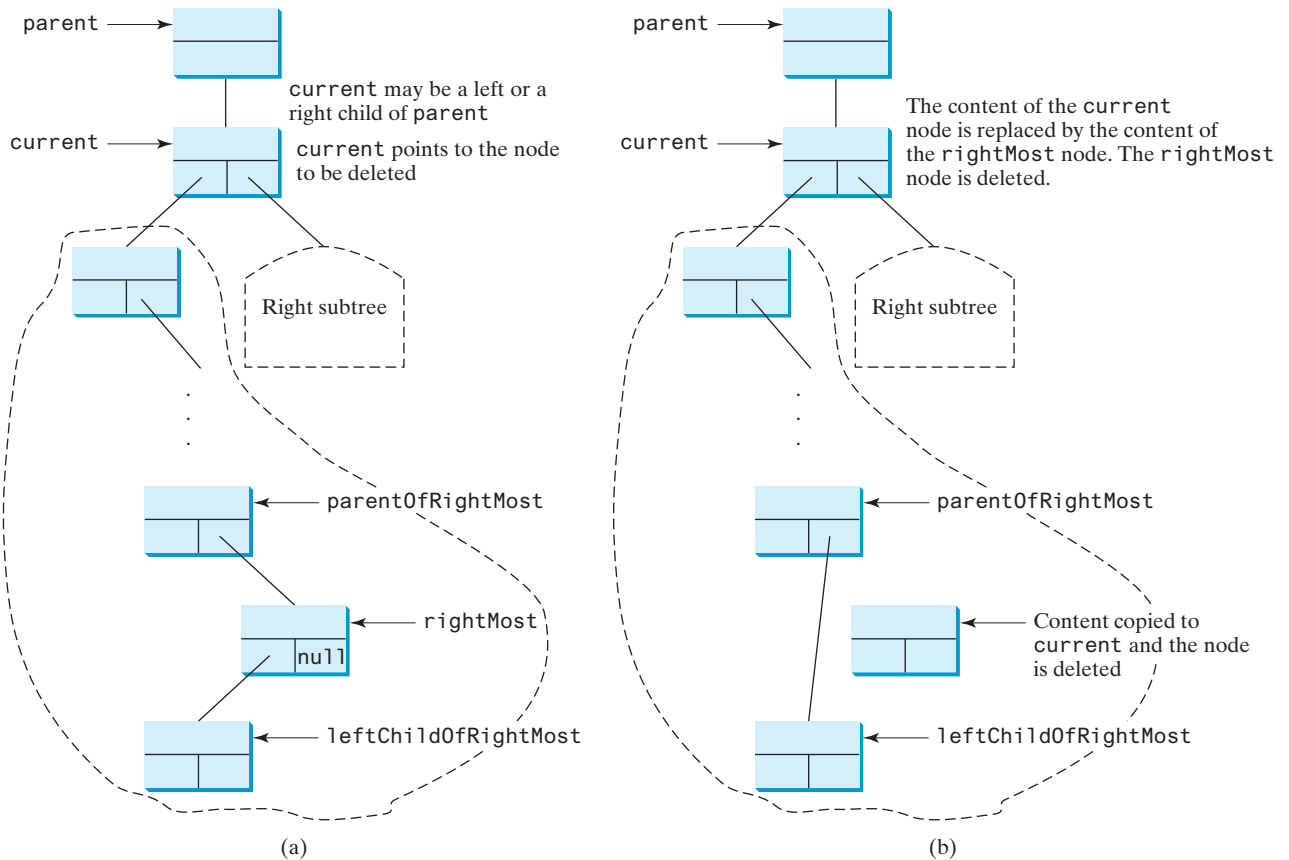 parent
current may be a left or a
right child of parent
current
current points to the node
to be deleted
Right subtree
.
.
.
parentOfRightMost
rightMost
null
leftChildOfRightMost
(a)
parent
The content of the current
node is replaced by the content of
the rightMost node. The rightMost
node is deleted.
current
Right subtree
.
.
.
parentOfRightMost
Content copied to
current and the node
is deleted
leftChildOfRightMost
(b)